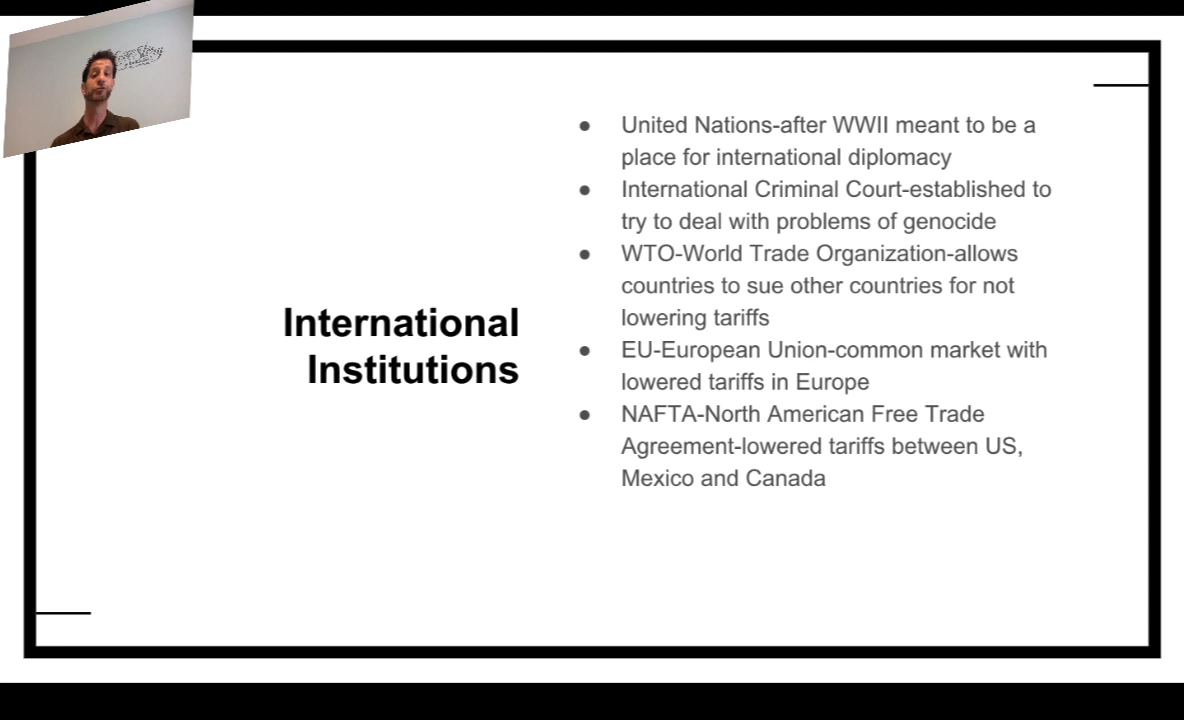 International
Institutions
● United Nations-after WWII meant to be a
place for international diplomacy
● International Criminal Court-established to
try to deal with problems of genocide
● WTO-World Trade Organization-allows
countries to sue other countries for not
lowering tariffs
● EU-European Union-common market with
lowered tariffs in Europe
● NAFTA-North American Free Trade
Agreement-lowered tariffs between US,
Mexico and Canada